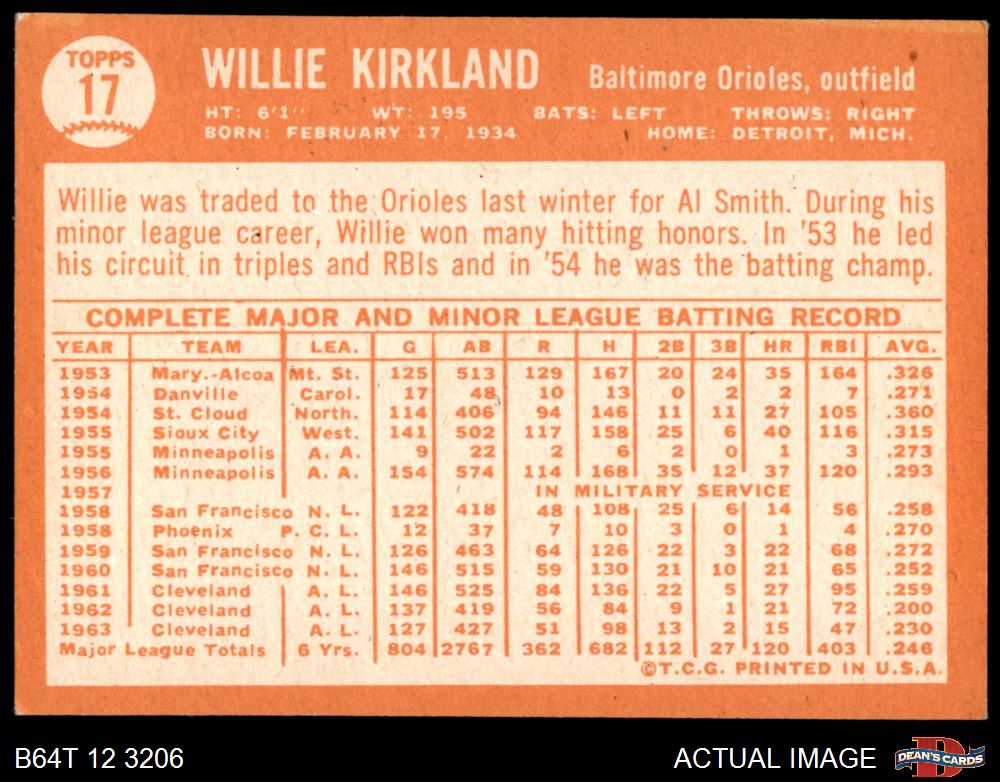 TOPPS
17
WILLIE KIRKLAND Baltimore Orioles, outfield
HT: 6'1" WT: 195 BATS: LEFT THROWS: RIGHT
BORN: FEBRUARY 17, 1934 HOME: DETROIT, MICH.
Willie was traded to the Orioles last winter for Al Smith. During his
minor league career, Willie won many hitting honors. In '53 he led
his circuit in triples and RBIs and in '54 he was the batting champ.
COMPLETE MAJOR AND MINOR LEAGUE BATTING RECORD
YEAR TEAM LEA. G AB R H 2B 3B HR RBI AVG.
1953 Mary.-Alcoa Mt. St. 125 513 129 167 20 24 35 164 .326
1954 Danville Carol. 17 48 10 13 0 2 2 7 .271
1954 St. Cloud North. 114 406 94 146 11 11 27 105 .360
1955 Sioux City West. 141 502 117 158 25 6 40 116 .315
1955 Minneapolis A. A. 9 22 2 6 2 0 1 3 .273
1956 Minneapolis A. A. 154 574 114 168 35 12 37 120 .293
1957 IN MILITARY SERVICE
1958 San Francisco N. L. 122 418 48 108 25 6 14 56 .258
1958 Phoenix P. C. L. 12 37 7 10 3 0 1 4 .270
1959 San Francisco N. L. 126 463 64 126 22 3 22 68 .272
1960 San Francisco N. L. 146 515 59 130 21 10 21 65 .252
1961 Cleveland A. L. 146 525 84 136 22 5 27 95 .259
1962 Cleveland A. L. 137 419 56 84 9 1 21 72 .200
1963 Cleveland A. L. 127 427 51 98 13 2 15 47 .230
Major League Totals 6 Yrs. 804 2767 362 682 112 27 120 403 .246
©T.C.G. PRINTED IN U.S.A.
B64T 12 3206 ACTUAL IMAGE D DEAN'S CARDS